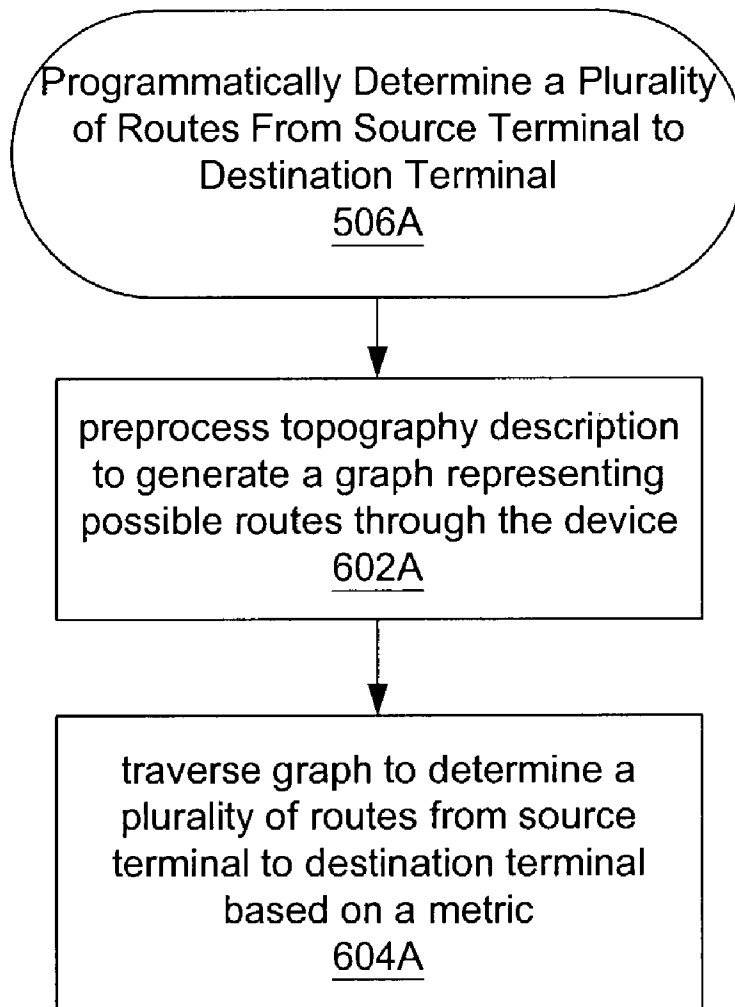 Programmatically Determine a Plurality
of Routes From Source Terminal to
Destination Terminal
506A
preprocess topography description
to generate a graph representing
possible routes through the device
602A
traverse graph to determine a
plurality of routes from source
terminal to destination terminal
based on a metric
604A